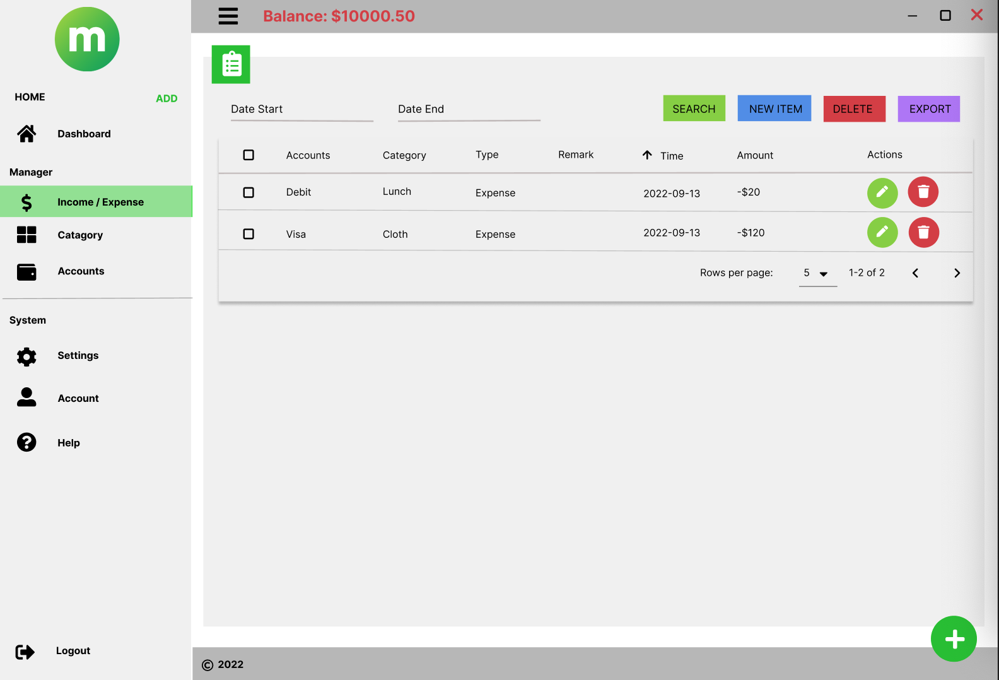 m
Balance: $10000.50
HOME
ADD
Dashboard
Manager
Income / Expense
Catagory
Accounts
System
Settings
Account
Help
Logout
Date Start
Date End
SEARCH
NEW ITEM
DELETE
EXPORT
Accounts Category Type Remark Time Amount Actions
Debit Lunch Expense 2022-09-13 -$20
Visa Cloth Expense 2022-09-13 -$120
Rows per page: 5 1-2 of 2
© 2022